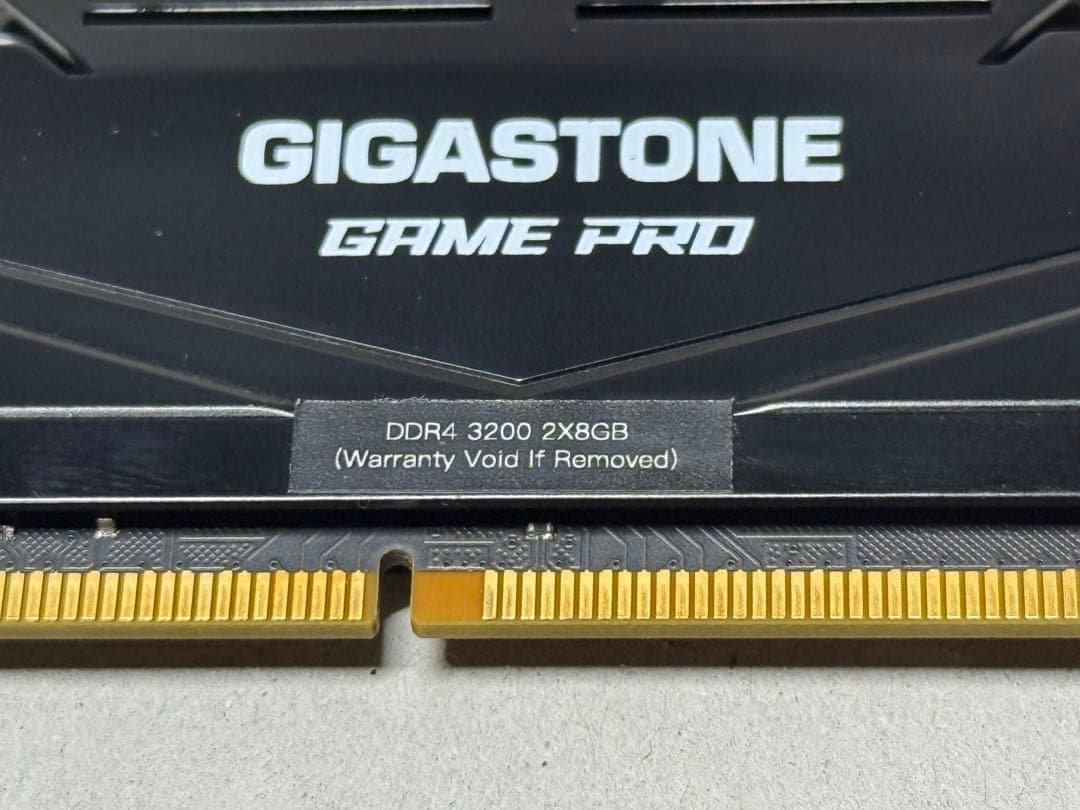 GIGASTONE
GAME PRO
DDR4 3200 2X8GB
(Warranty Void If Removed)